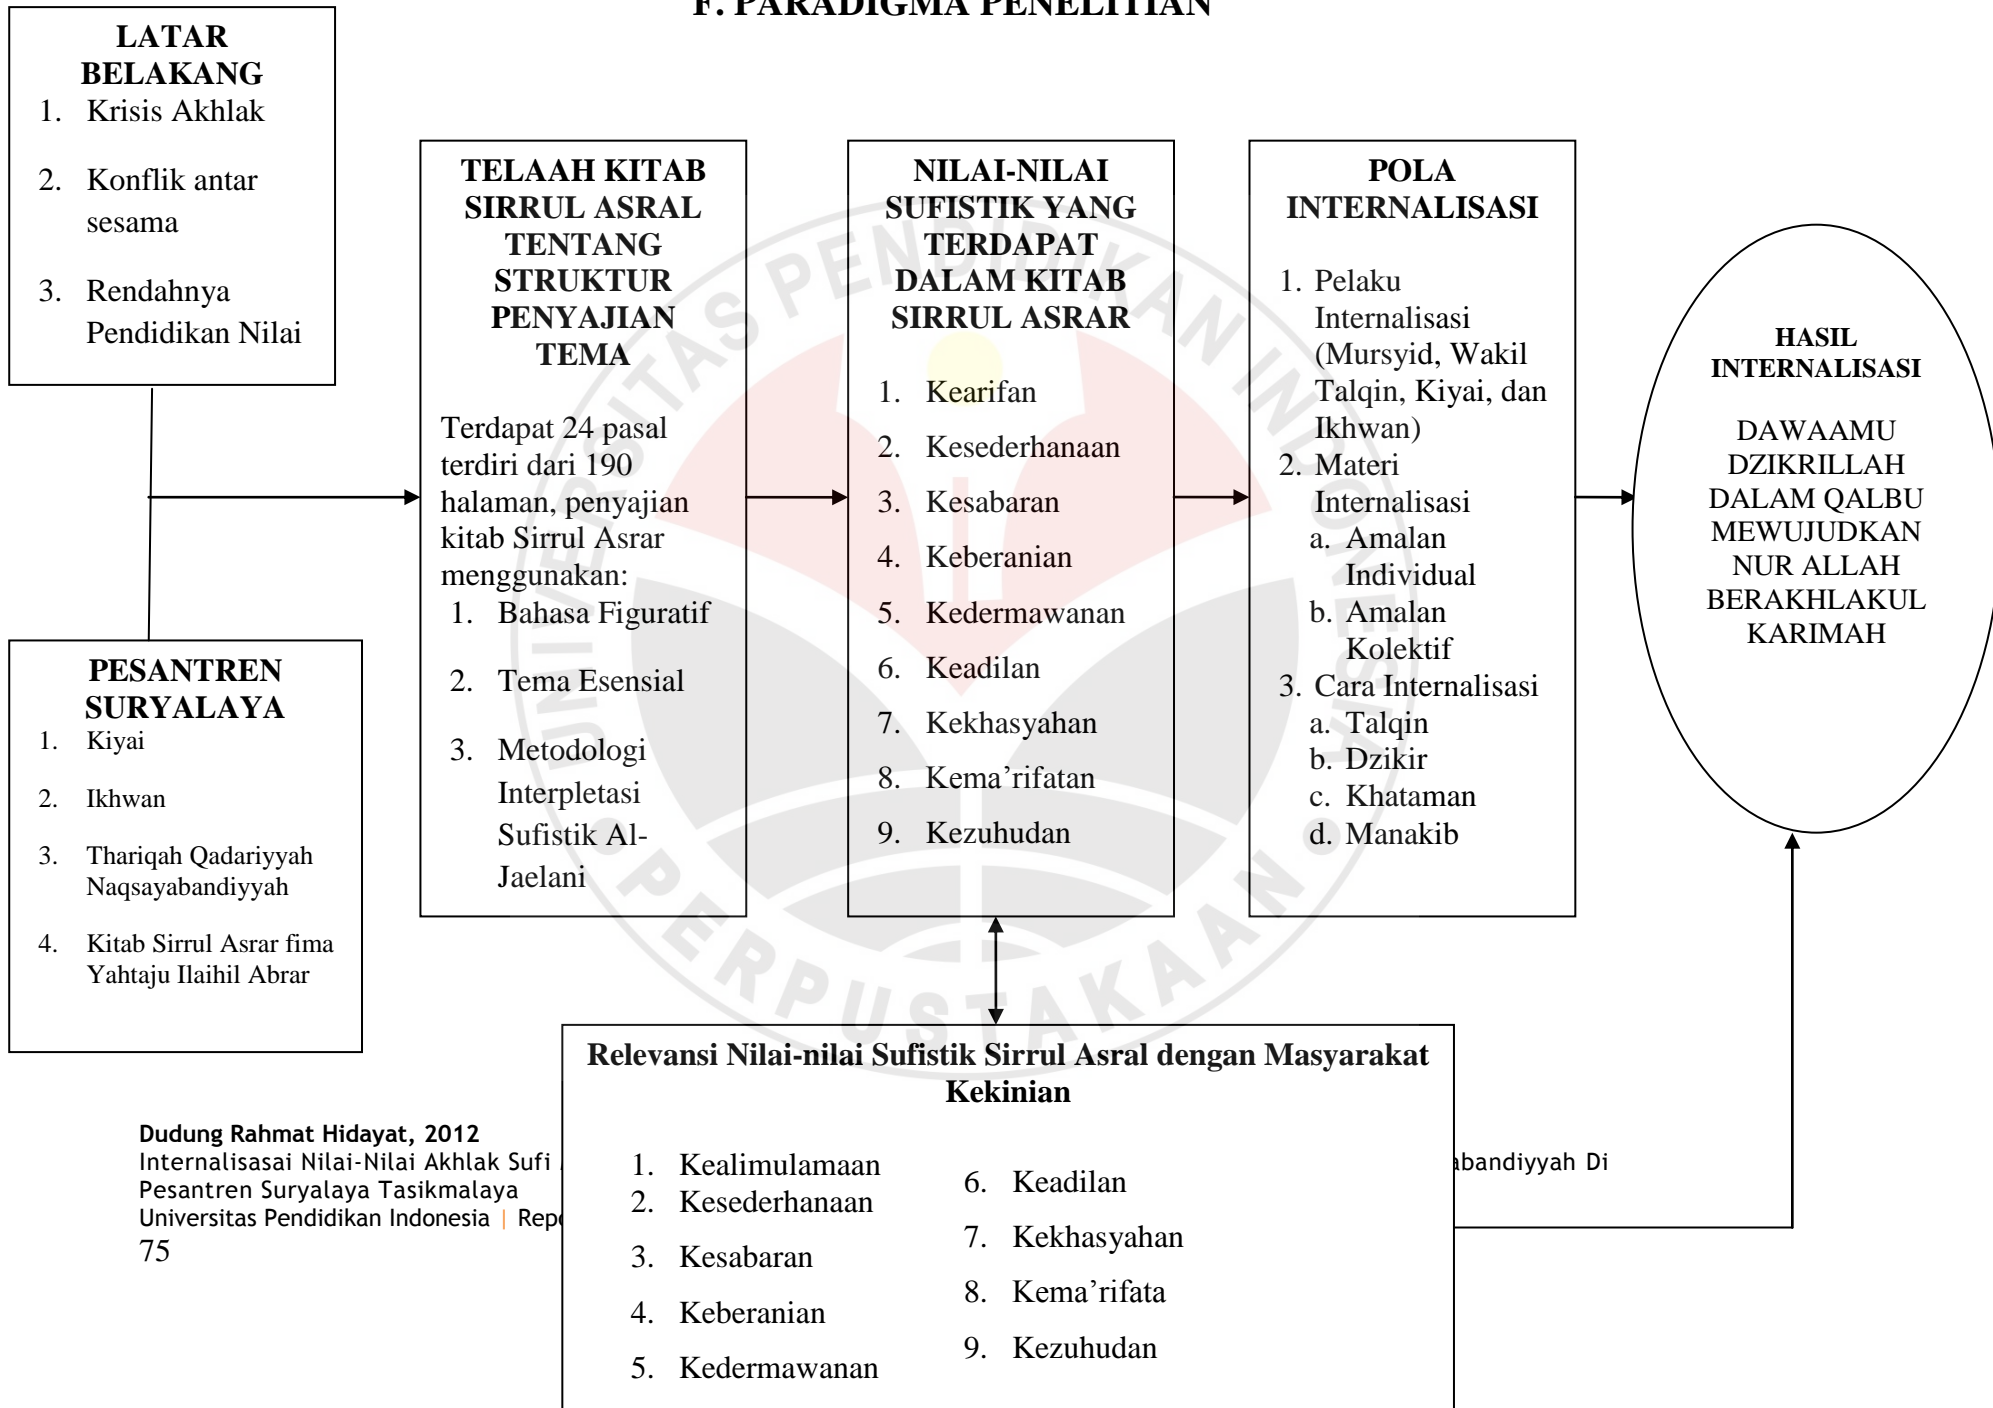 F. PARADIGMA PENELITIAN
LATAR
BELAKANG
1. Krisis Akhlak
2. Konflik antar
sesama
3. Rendahnya
Pendidikan Nilai
PESANTREN
SURYALAYA
1. Kiyai
2. Ikhwan
3. Thariqah Qadariyyah
Naqsayabandiyyah
4. Kitab Sirrul Asrar fima
Yahtaju Ilaihil Abrar
TELAAH KITAB
SIRRUL ASRAL
TENTANG
STRUKTUR
PENYAJIAN
TEMA
Terdapat 24 pasal
terdiri dari 190
halaman, penyajian
kitab Sirrul Asrar
menggunakan:
1. Bahasa Figuratif
2. Tema Esensial
3. Metodologi
Interpletasi
Sufistik Al-
Jaelani
NILAI-NILAI
SUFISTIK YANG
TERDAPAT
DALAM KITAB
SIRRUL ASRAR
1. Kearifan
2. Kesederhanaan
3. Kesabaran
4. Keberanian
5. Kedermawanan
6. Keadilan
7. Kekhasyahan
8. Kema’rifatan
9. Kezuhudan
POLA
INTERNALISASI
1. Pelaku
Internalisasi
(Mursyid, Wakil
Talqin, Kiyai, dan
Ikhwan)
2. Materi
Internalisasi
a. Amalan
Individual
b. Amalan
Kolektif
3. Cara Internalisasi
a. Talqin
b. Dzikir
c. Khataman
d. Manakib
HASIL
INTERNALISASI
DAWAAMU
DZIKRILLAH
DALAM QALBU
MEWUJUDKAN
NUR ALLAH
BERAKHLAKUL
KARIMAH
Relevansi Nilai-nilai Sufistik Sirrul Asral dengan Masyarakat
Kekinian
1. Kealimulamaan
2. Kesederhanaan
3. Kesabaran
4. Keberanian
5. Kedermawanan
6. Keadilan
7. Kekhasyahan
8. Kema’rifata
9. Kezuhudan
Dudung Rahmat Hidayat, 2012
Internalisasai Nilai-Nilai Akhlak Sufi abandiyyah Di
Pesantren Suryalaya Tasikmalaya
Universitas Pendidikan Indonesia | Rep
75
UNIVERSITAS PENDIDIKAN INDONESIA
PERPUSTAKAAN